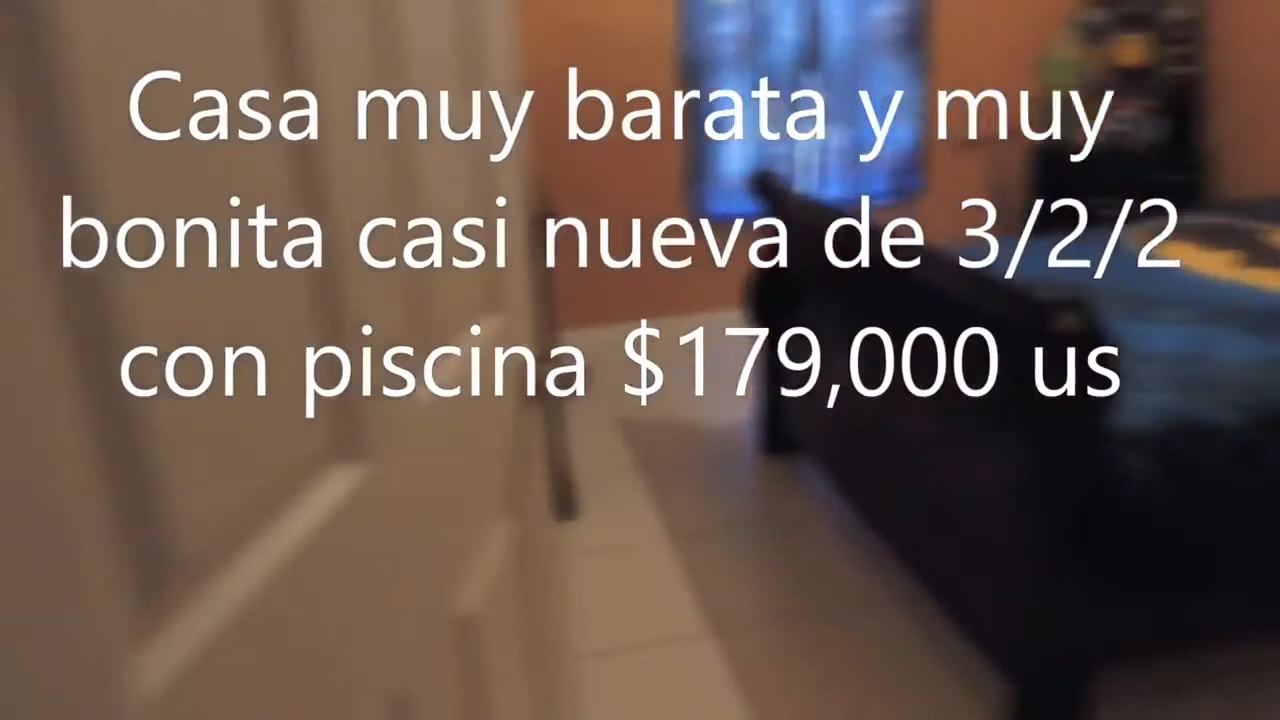 Casa muy barata y muy
bonita casi nueva de 3/2/2
con piscina $179,000 us